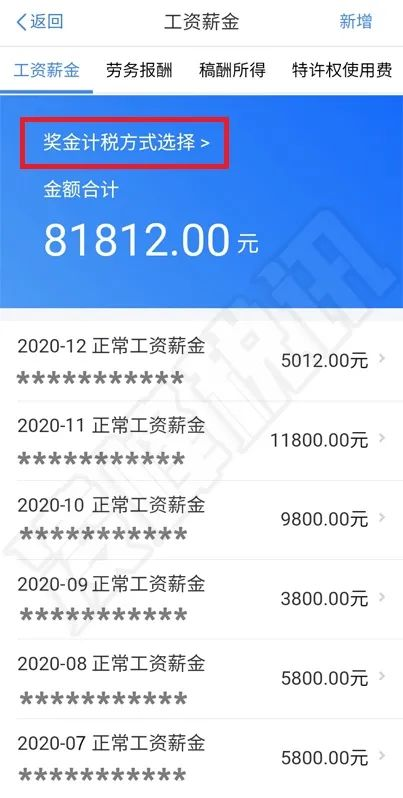 返回 工资薪金 新增
工资薪金 劳务报酬 稿酬所得 特许权使用费
奖金计税方式选择 >
金额合计
81812.00 元
2020-12 正常工资薪金
5012.00元
***********
2020-11 正常工资薪金
11800.00元
***********
2020-10 正常工资薪金
9800.00元
***********
2020-09 正常工资薪金
3800.00元
***********
2020-08 正常工资薪金
5800.00元
***********
2020-07 正常工资薪金
5800.00元
***********